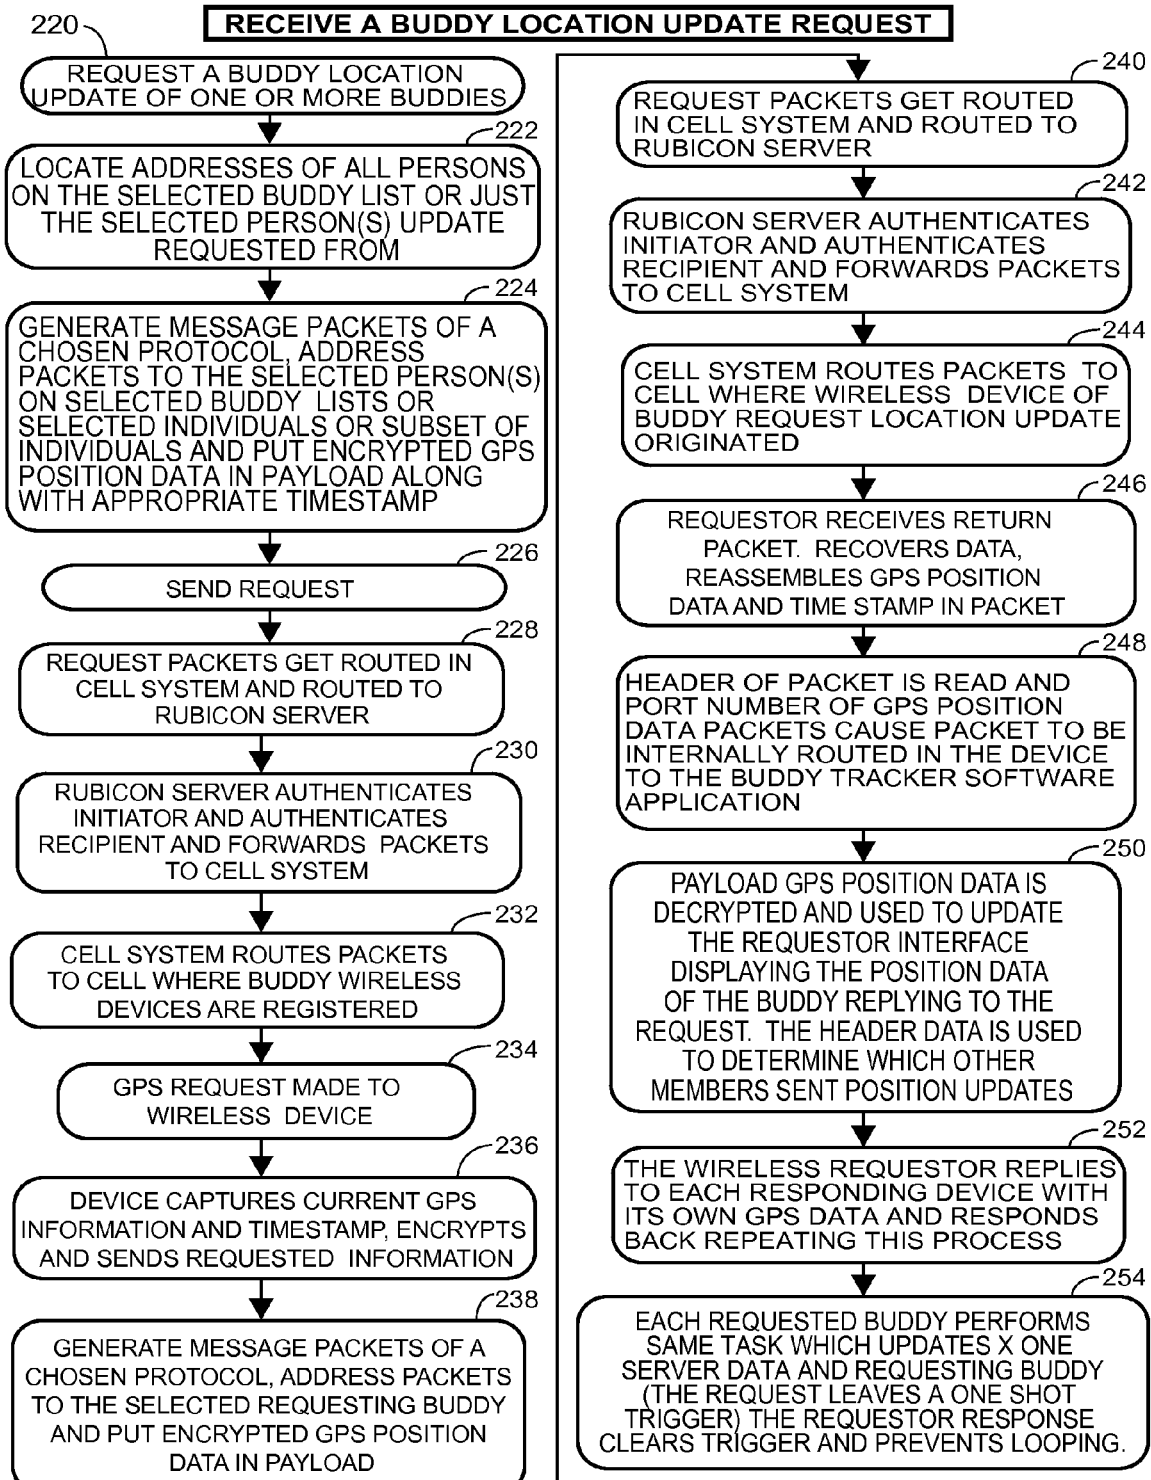 RECEIVE A BUDDY LOCATION UPDATE REQUEST
220
REQUEST A BUDDY LOCATION
UPDATE OF ONE OR MORE BUDDIES
222
LOCATE ADDRESSES OF ALL PERSONS
ON THE SELECTED BUDDY LIST OR JUST
THE SELECTED PERSON(S) UPDATE
REQUESTED FROM
224
GENERATE MESSAGE PACKETS OF A
CHOSEN PROTOCOL, ADDRESS
PACKETS TO THE SELECTED PERSON(S)
ON SELECTED BUDDY LISTS OR
SELECTED INDIVIDUALS OR SUBSET OF
INDIVIDUALS AND PUT ENCRYPTED GPS
POSITION DATA IN PAYLOAD ALONG
WITH APPROPRIATE TIMESTAMP
226
SEND REQUEST
228
REQUEST PACKETS GET ROUTED IN
CELL SYSTEM AND ROUTED TO
RUBICON SERVER
230
RUBICON SERVER AUTHENTICATES
INITIATOR AND AUTHENTICATES
RECIPIENT AND FORWARDS PACKETS
TO CELL SYSTEM
232
CELL SYSTEM ROUTES PACKETS
TO CELL WHERE BUDDY WIRELESS
DEVICES ARE REGISTERED
234
GPS REQUEST MADE TO
WIRELESS DEVICE
236
DEVICE CAPTURES CURRENT GPS
INFORMATION AND TIMESTAMP, ENCRYPTS
AND SENDS REQUESTED INFORMATION
238
GENERATE MESSAGE PACKETS OF A
CHOSEN PROTOCOL, ADDRESS PACKETS
TO THE SELECTED REQUESTING BUDDY
AND PUT ENCRYPTED GPS POSITION
DATA IN PAYLOAD
240
REQUEST PACKETS GET ROUTED
IN CELL SYSTEM AND ROUTED TO
RUBICON SERVER
242
RUBICON SERVER AUTHENTICATES
INITIATOR AND AUTHENTICATES
RECIPIENT AND FORWARDS PACKETS
TO CELL SYSTEM
244
CELL SYSTEM ROUTES PACKETS TO
CELL WHERE WIRELESS DEVICE OF
BUDDY REQUEST LOCATION UPDATE
ORIGINATED
246
REQUESTOR RECEIVES RETURN
PACKET. RECOVERS DATA,
REASSEMBLES GPS POSITION
DATA AND TIME STAMP IN PACKET
248
HEADER OF PACKET IS READ AND
PORT NUMBER OF GPS POSITION
DATA PACKETS CAUSE PACKET TO BE
INTERNALLY ROUTED IN THE DEVICE
TO THE BUDDY TRACKER SOFTWARE
APPLICATION
250
PAYLOAD GPS POSITION DATA IS
DECRYPTED AND USED TO UPDATE
THE REQUESTOR INTERFACE
DISPLAYING THE POSITION DATA
OF THE BUDDY REPLYING TO THE
REQUEST. THE HEADER DATA IS USED
TO DETERMINE WHICH OTHER
MEMBERS SENT POSITION UPDATES
252
THE WIRELESS REQUESTOR REPLIES
TO EACH RESPONDING DEVICE WITH
ITS OWN GPS DATA AND RESPONDS
BACK REPEATING THIS PROCESS
254
EACH REQUESTED BUDDY PERFORMS
SAME TASK WHICH UPDATES X ONE
SERVER DATA AND REQUESTING BUDDY
(THE REQUEST LEAVES A ONE SHOT
TRIGGER) THE REQUESTOR RESPONSE
CLEARS TRIGGER AND PREVENTS LOOPING.